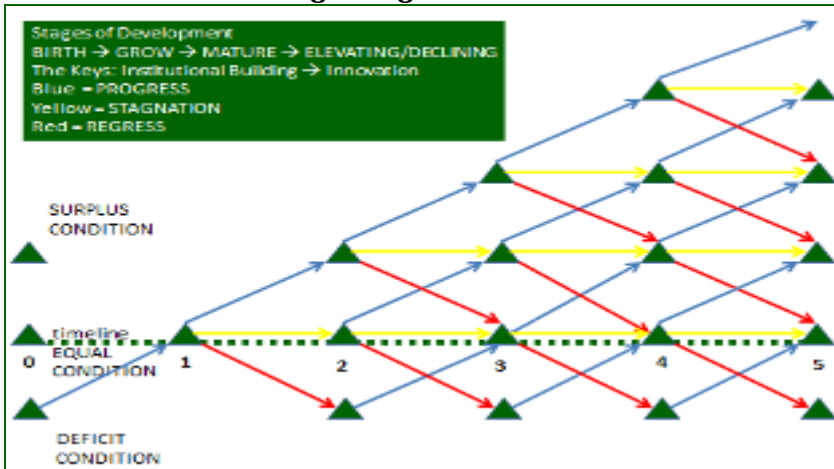 Stages of Development
BIRTH → GROW → MATURE → ELEVATING/DECLINING
The Keys: Institutional Building → Innovation
Blue = PROGRESS
Yellow = STAGNATION
Red = REGRESS
SURPLUS
CONDITION
timeline
EQUAL
CONDITION
0 1 2 3 4 5
DEFICIT
CONDITION